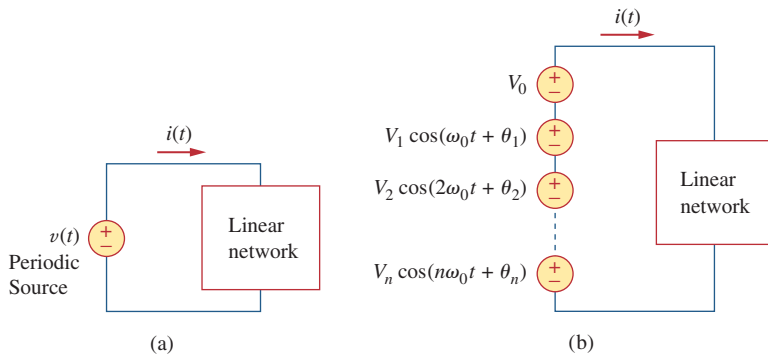 i(t)
v(t)
Periodic
Source
+
−
Linear
network
(a)
i(t)
V₀
+
−
V₁ cos(ω₀t + θ₁)
+
−
V₂ cos(2ω₀t + θ₂)
+
−
Vₙ cos(nω₀t + θₙ)
+
−
Linear
network
(b)